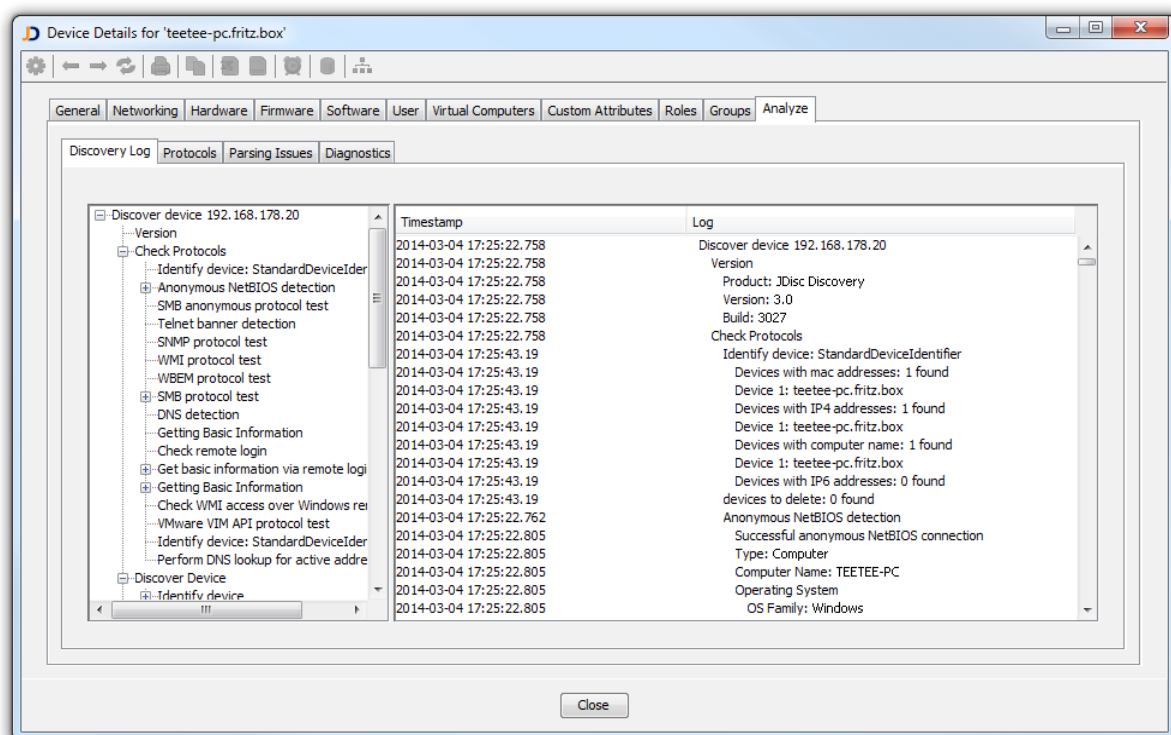 Device Details for 'teetee-pc.fritz.box'
General Networking Hardware Firmware Software User Virtual Computers Custom Attributes Roles Groups Analyze
Discovery Log Protocols Parsing Issues Diagnostics
Discover device 192.168.178.20
Version
Check Protocols
Identify device: StandardDeviceIden
Anonymous NetBIOS detection
SMB anonymous protocol test
Telnet banner detection
SNMP protocol test
WMI protocol test
WBEM protocol test
SMB protocol test
DNS detection
Getting Basic Information
Check remote login
Get basic information via remote logi
Getting Basic Information
Check WMI access over Windows rei
VMware VIM API protocol test
Identify device: StandardDeviceIden
Perform DNS lookup for active addre
Discover Device
Identify device
Timestamp Log
2014-03-04 17:25:22.758 Discover device 192.168.178.20
2014-03-04 17:25:22.758 Version
2014-03-04 17:25:22.758 Product: JDisc Discovery
2014-03-04 17:25:22.758 Version: 3.0
2014-03-04 17:25:22.758 Build: 3027
2014-03-04 17:25:22.758 Check Protocols
2014-03-04 17:25:43.19 Identify device: StandardDeviceIdentifier
2014-03-04 17:25:43.19 Devices with mac addresses: 1 found
2014-03-04 17:25:43.19 Device 1: teetee-pc.fritz.box
2014-03-04 17:25:43.19 Devices with IP4 addresses: 1 found
2014-03-04 17:25:43.19 Device 1: teetee-pc.fritz.box
2014-03-04 17:25:43.19 Devices with computer name: 1 found
2014-03-04 17:25:43.19 Device 1: teetee-pc.fritz.box
2014-03-04 17:25:43.19 Devices with IP6 addresses: 0 found
2014-03-04 17:25:43.19 devices to delete: 0 found
2014-03-04 17:25:22.762 Anonymous NetBIOS detection
2014-03-04 17:25:22.805 Successful anonymous NetBIOS connection
2014-03-04 17:25:22.805 Type: Computer
2014-03-04 17:25:22.805 Computer Name: TEETEE-PC
2014-03-04 17:25:22.805 Operating System
2014-03-04 17:25:22.805 OS Family: Windows
Close